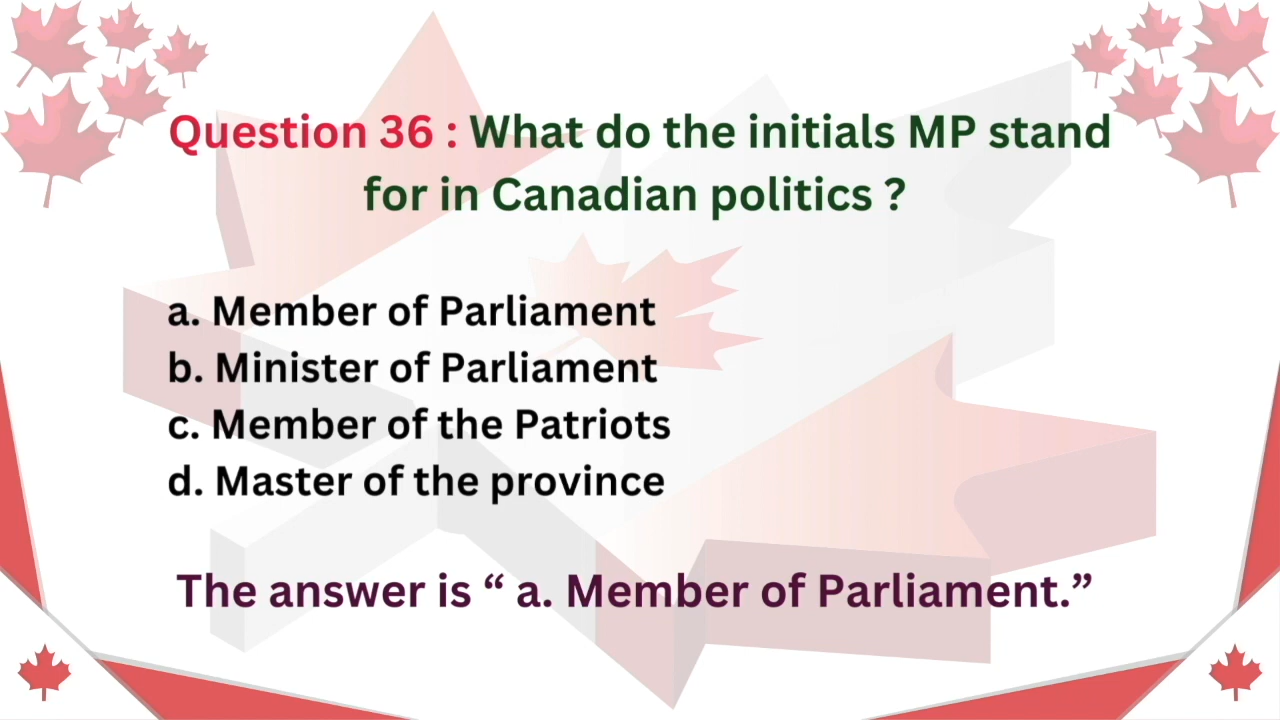 Question 36 : What do the initials MP stand
for in Canadian politics ?
a. Member of Parliament
b. Minister of Parliament
c. Member of the Patriots
d. Master of the province
The answer is “ a. Member of Parliament.”